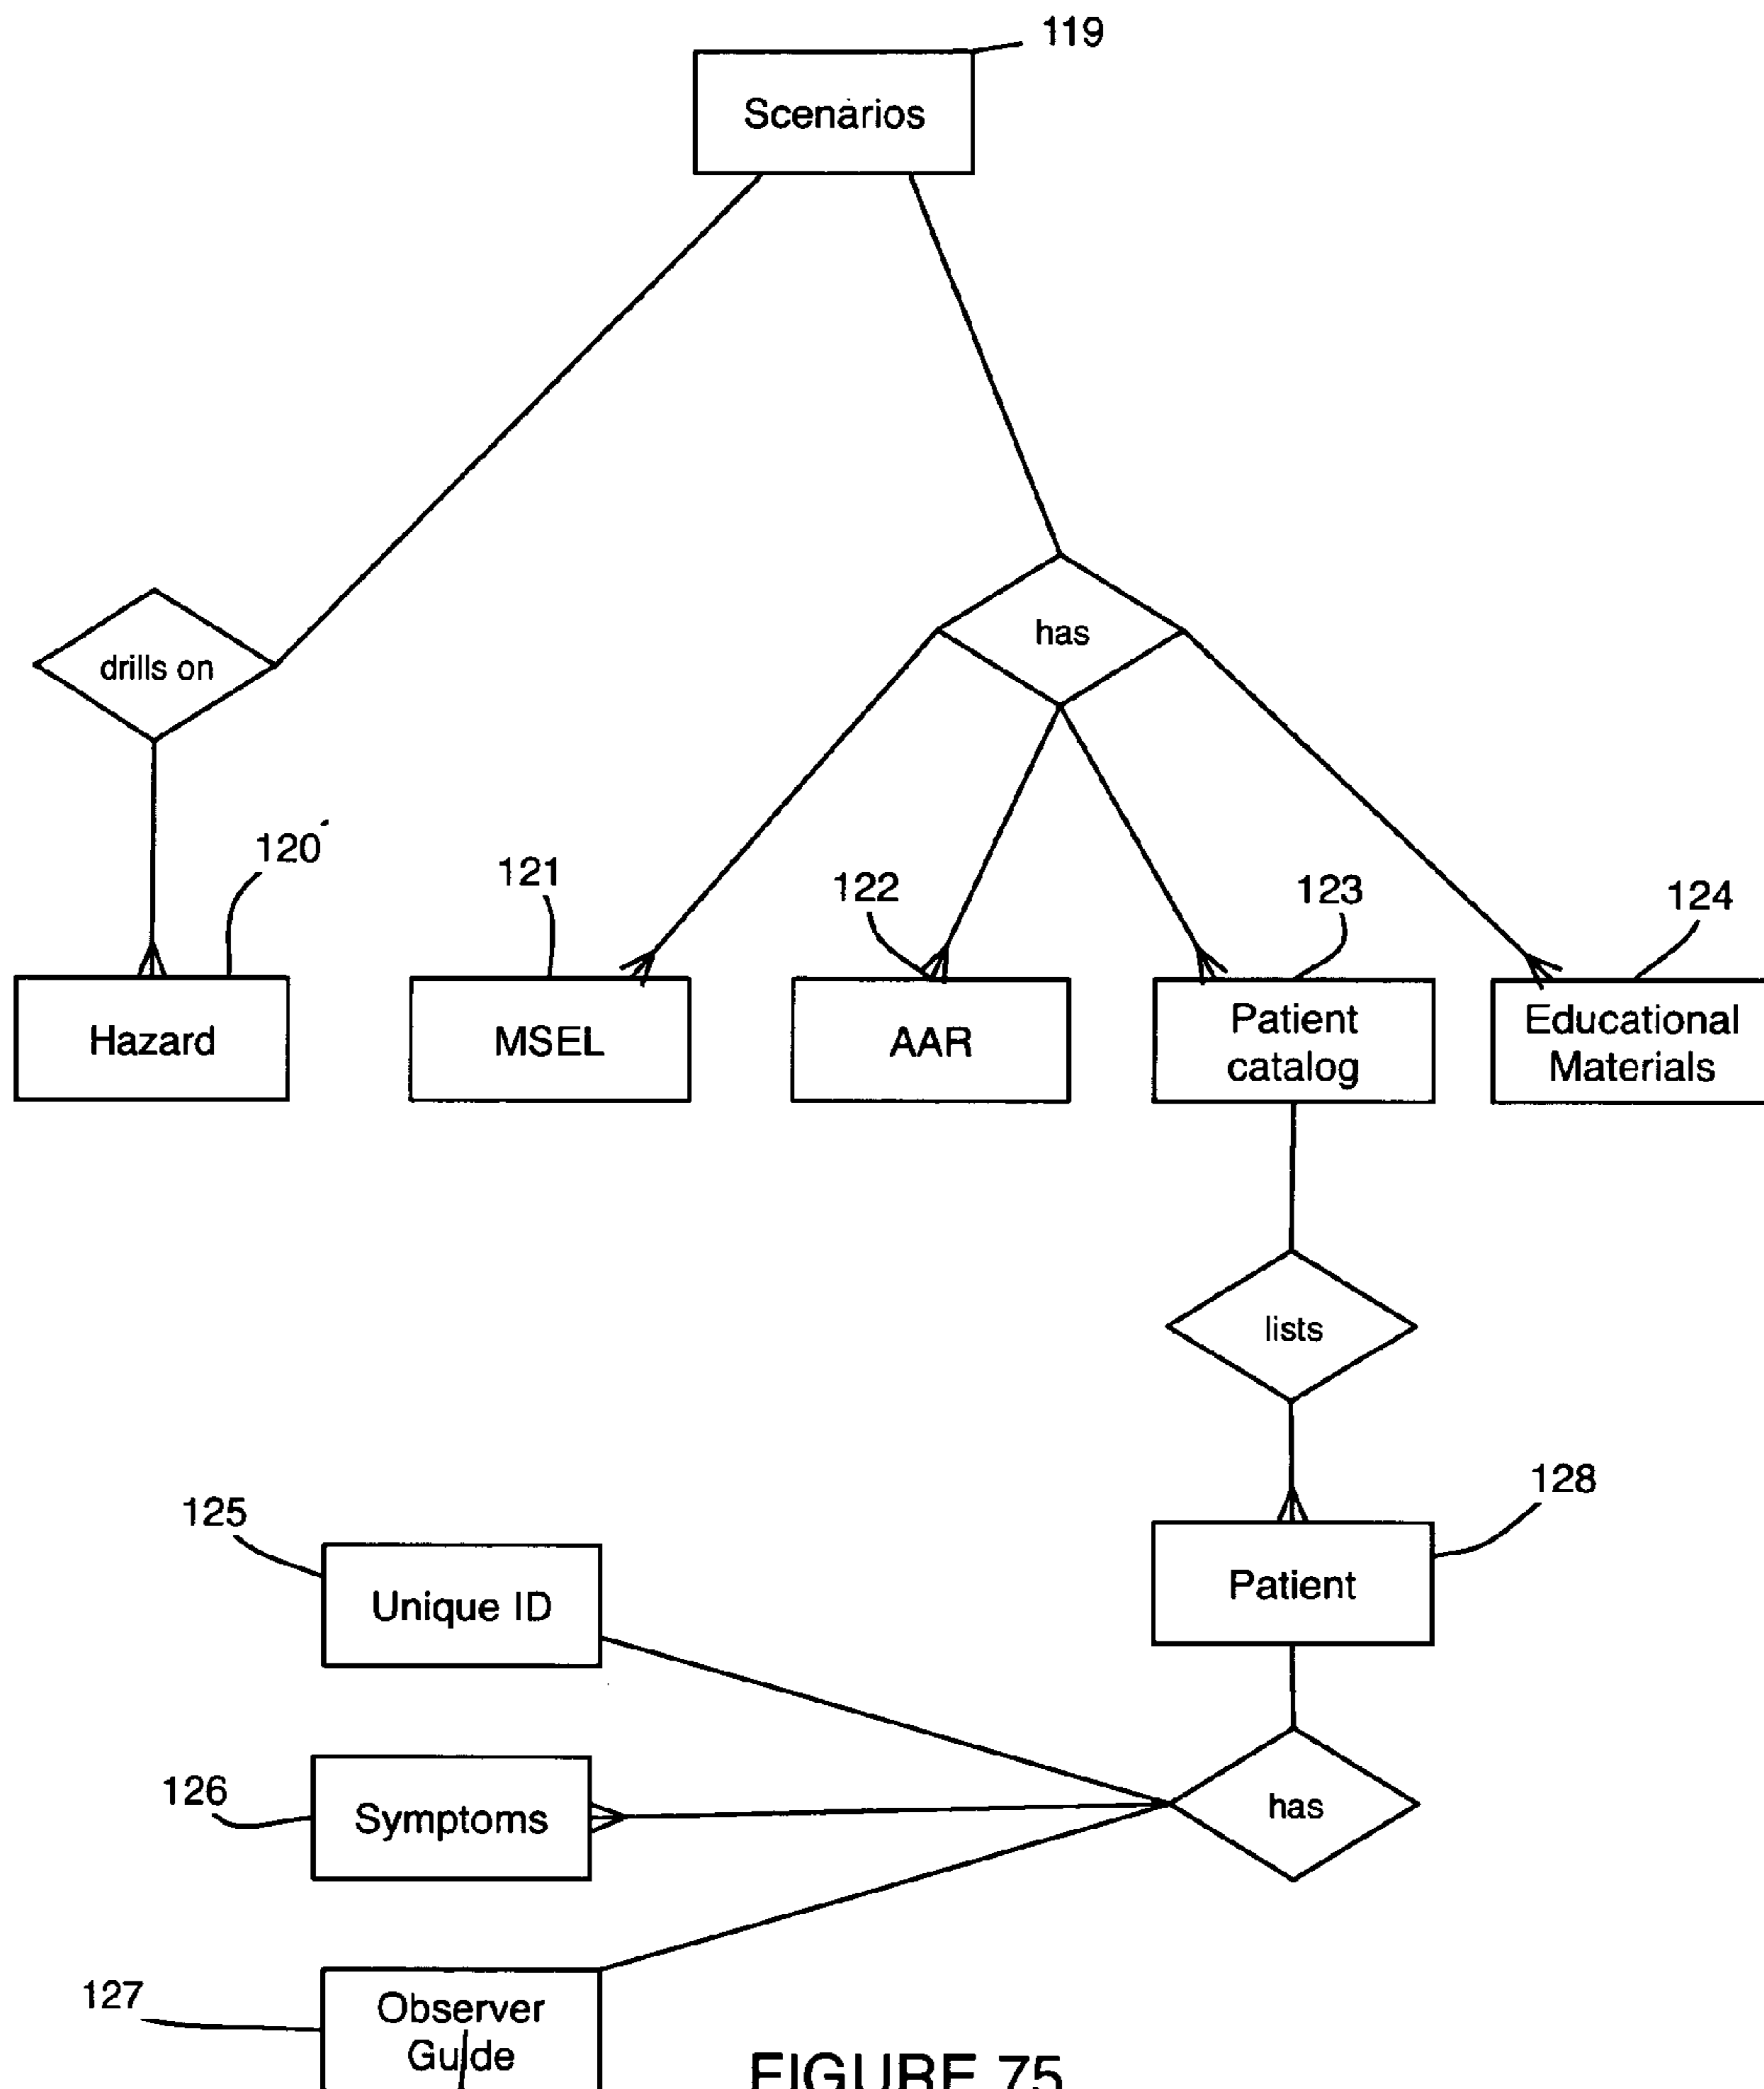 119
Scenarios
drills on
has
120
121
122
123
124
Hazard
MSEL
AAR
Patient
catalog
Educational
Materials
lists
128
125
Patient
Unique ID
126
Symptoms
has
127
Observer
Guide
FIGURE 75